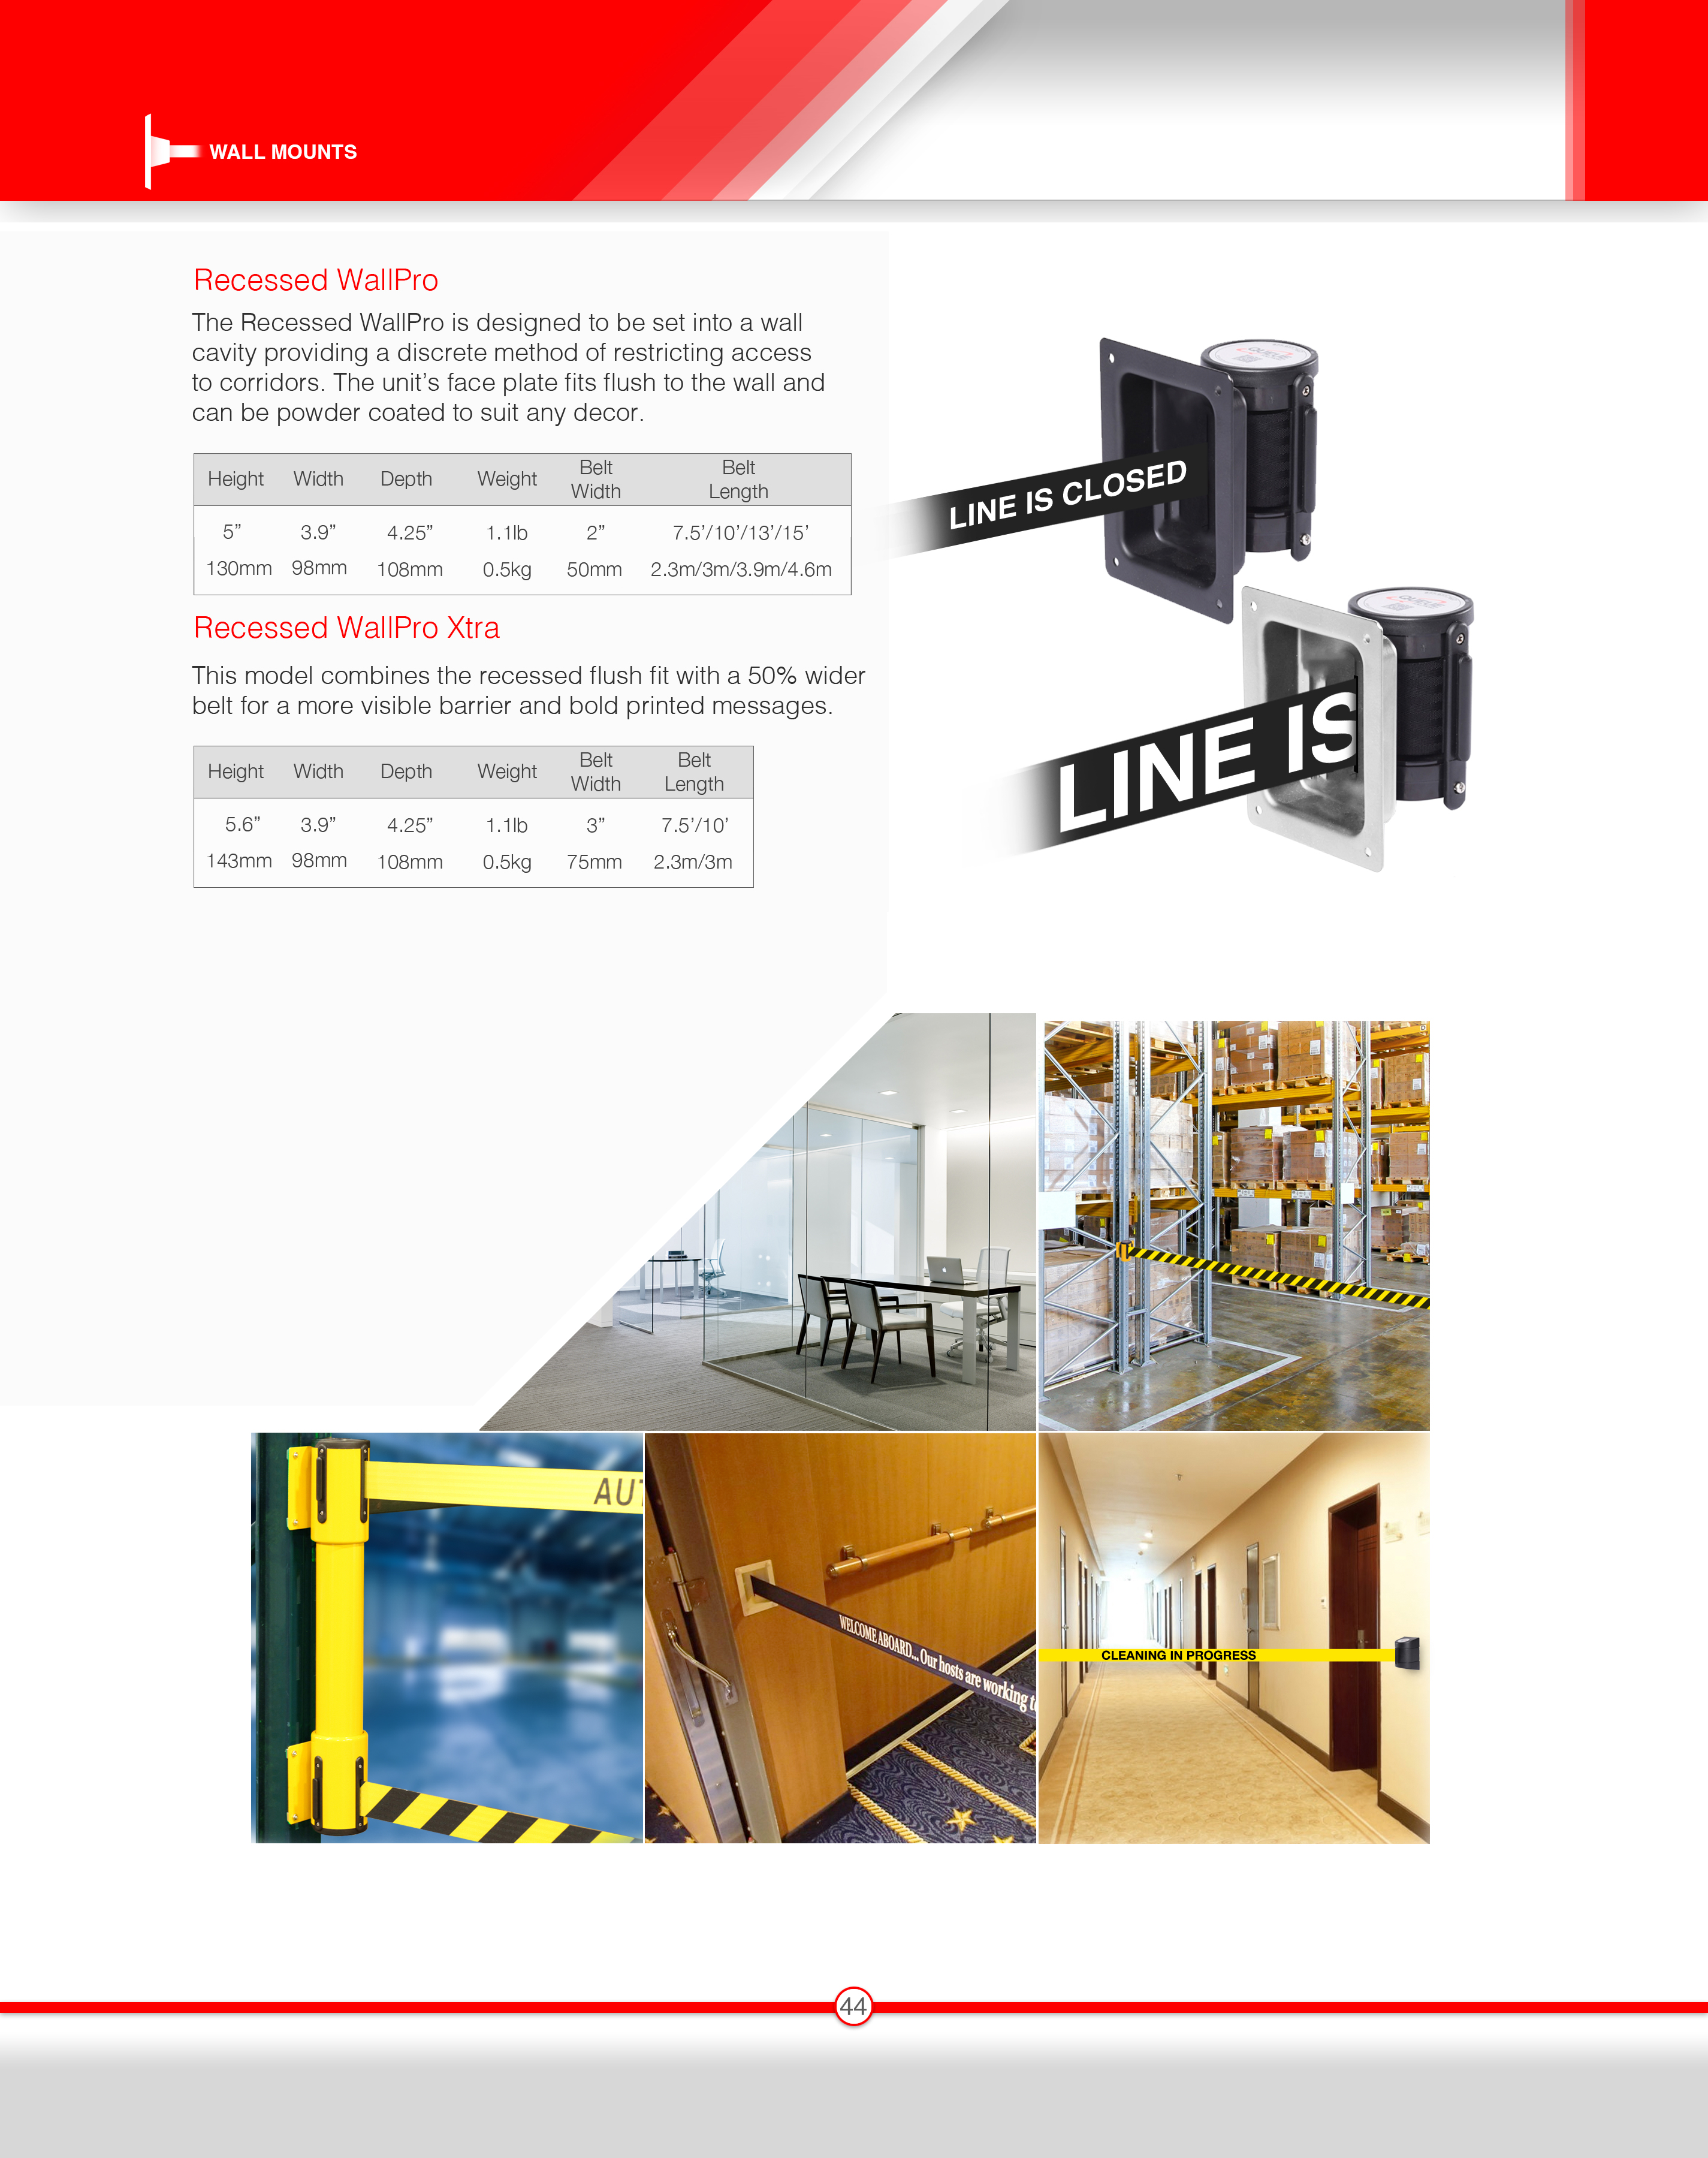 WALL MOUNTS
Recessed WallPro
The Recessed WallPro is designed to be set into a wall
cavity providing a discrete method of restricting access
to corridors. The unit’s face plate fits flush to the wall and
can be powder coated to suit any decor.
Height Width Depth Weight Belt Width Belt Length
5” 3.9” 4.25” 1.1lb 2” 7.5’/10’/13’/15’
130mm 98mm 108mm 0.5kg 50mm 2.3m/3m/3.9m/4.6m
LINE IS CLOSED
Recessed WallPro Xtra
This model combines the recessed flush fit with a 50% wider
belt for a more visible barrier and bold printed messages.
Height Width Depth Weight Belt Width Belt Length
5.6” 3.9” 4.25” 1.1lb 3” 7.5’/10’
143mm 98mm 108mm 0.5kg 75mm 2.3m/3m
LINE IS
AUT
WELCOME ABOARD... Our hosts are working to
CLEANING IN PROGRESS
44